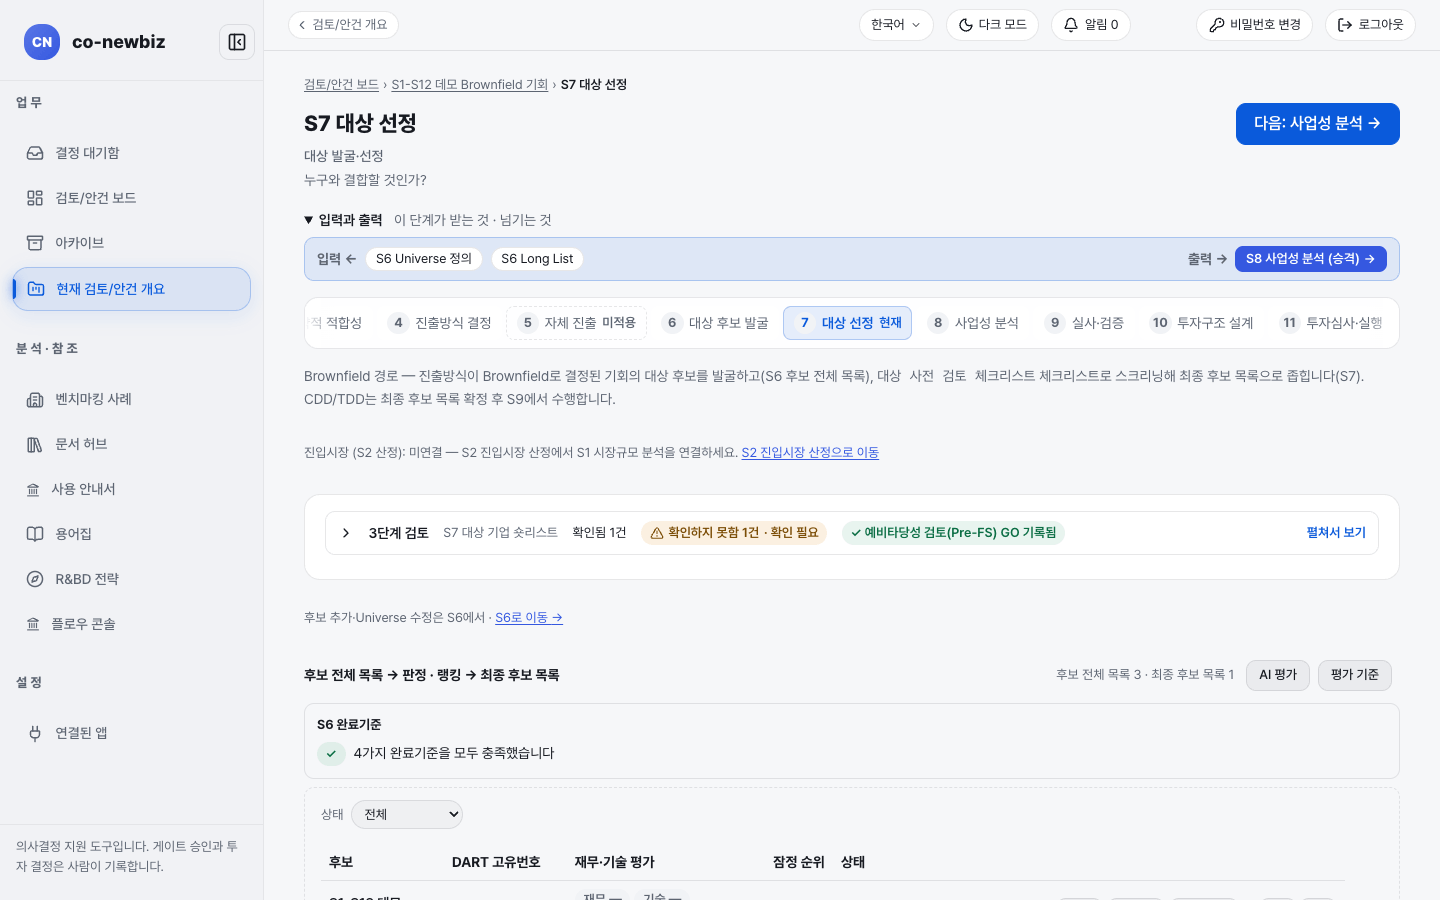 CN co-newbiz
업무
결정 대기함
검토/안건 보드
아카이브
현재 검토/안건 개요
분석·참조
벤치마킹 사례
문서 허브
사용 안내서
용어집
R&BD 전략
플로우 콘솔
설정
연결된 앱
의사결정 지원 도구입니다. 게이트 승인과 투
자 결정은 사람이 기록합니다.
검토/안건 개요
한국어
다크 모드
알림 0
비밀번호 변경
로그아웃
검토/안건 보드 › S1-S12 데모 Brownfield 기회 › S7 대상 선정
S7 대상 선정
다음: 사업성 분석 →
대상 발굴·선정
누구와 결합할 것인가?
▼ 입력과 출력 이 단계가 받는 것 · 넘기는 것
입력 ← S6 Universe 정의 S6 Long List 출력 → S8 사업성 분석 (승격) →
적합성 4 진출방식 결정 5 자체 진출 미적용 6 대상 후보 발굴 7 대상 선정 현재 8 사업성 분석 9 실사·검증 10 투자구조 설계 11 투자심사·실행
Brownfield 경로 — 진출방식이 Brownfield로 결정된 기회의 대상 후보를 발굴하고(S6 후보 전체 목록), 대상 사전 검토 체크리스트 체크리스트로 스크리닝해 최종 후보 목록으로 좁힙니다(S7).
CDD/TDD는 최종 후보 목록 확정 후 S9에서 수행합니다.
진입시장 (S2 산정): 미연결 — S2 진입시장 산정에서 S1 시장규모 분석을 연결하세요. S2 진입시장 산정으로 이동
3단계 검토 S7 대상 기업 숏리스트 확인됨 1건 확인하지 못함 1건 · 확인 필요 ✓ 예비타당성 검토(Pre-FS) GO 기록됨 펼쳐서 보기
후보 추가·Universe 수정은 S6에서 · S6로 이동 →
후보 전체 목록 → 판정 · 랭킹 → 최종 후보 목록
후보 전체 목록 3 · 최종 후보 목록 1 AI 평가 평가 기준
S6 완료기준
✓ 4가지 완료기준을 모두 충족했습니다
상태 전체
후보 DART 고유번호 재무·기술 평가 잠정 순위 상태